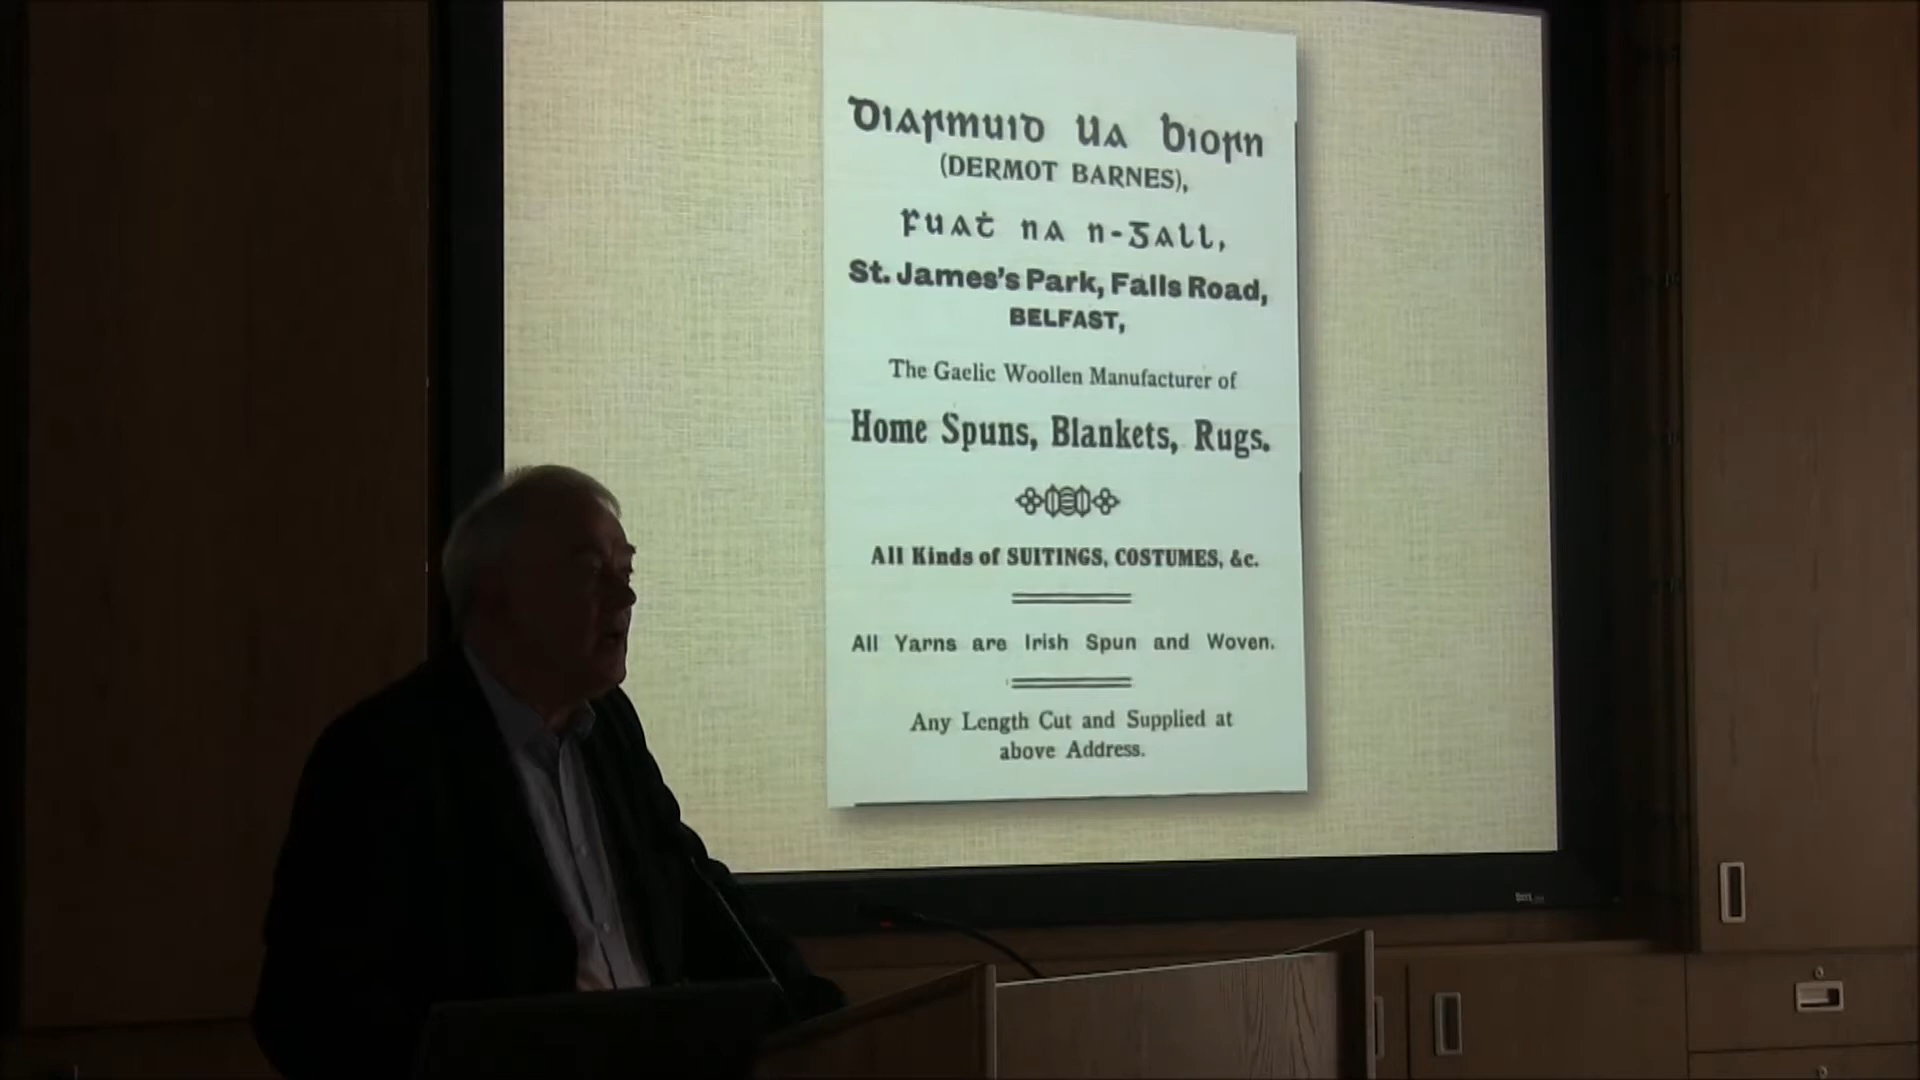 Diarmuid Ua Biorn
(DERMOT BARNES),
Fuaṫ na n-Gall,
St. James's Park, Falls Road,
BELFAST,
The Gaelic Woollen Manufacturer of
Home Spuns, Blankets, Rugs.
All Kinds of SUITINGS, COSTUMES, &c.
All Yarns are Irish Spun and Woven.
Any Length Cut and Supplied at
above Address.